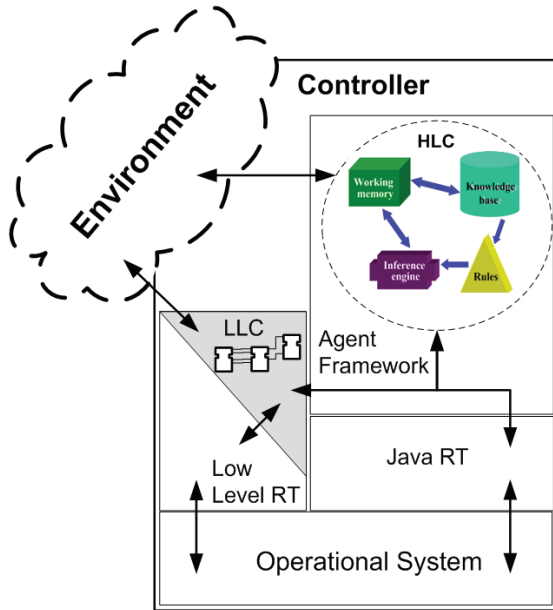 Environment
Controller
HLC
Working
memory
Knowledge
base
Inference
engine
Rules
LLC
Agent
Framework
Low
Level RT
Java RT
Operational System